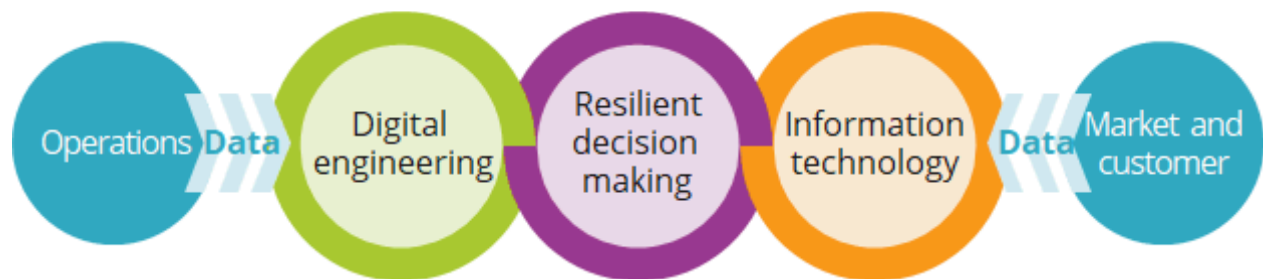 Operations
Data
Digital
engineering
Resilient
decision
making
Information
technology
Data
Market and
customer